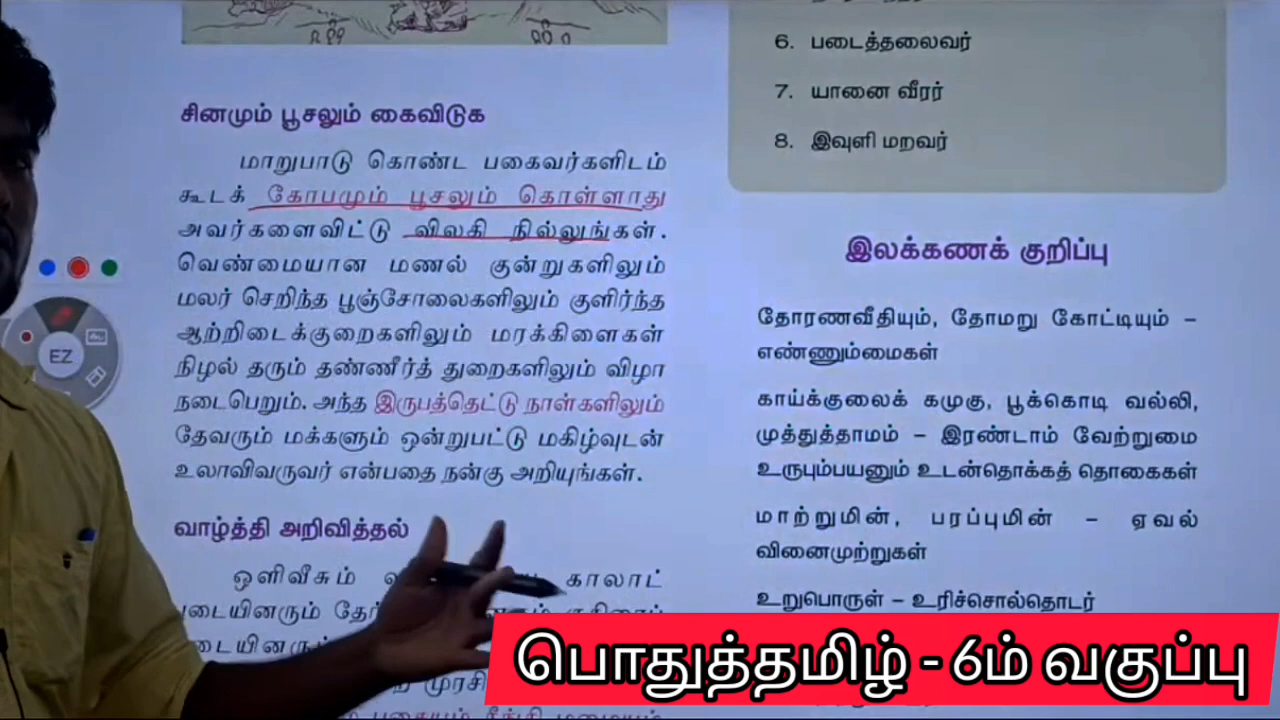 சினமும் பூசலும் கைவிடுக
மாறுபாடு கொண்ட பகைவர்களிடம்
கூடக் கோபமும் பூசலும் கொள்ளாது
அவர்களைவிட்டு விலகி நில்லுங்கள்.
வெண்மையான மணல் குன்றுகளிலும்
மலர் செறிந்த பூஞ்சோலைகளிலும் குளிர்ந்த
ஆற்றிடைக்குறைகளிலும் மரக்கிளைகள்
நிழல் தரும் தண்ணீர்த் துறைகளிலும் விழா
நடைபெறும். அந்த இருபத்தெட்டு நாள்களிலும்
தேவரும் மக்களும் ஒன்றுபட்டு மகிழ்வுடன்
உலாவிவருவர் என்பதை நன்கு அறியுங்கள்.
வாழ்த்தி அறிவித்தல்
ஒளிவீசும் காலாட்
EZ
6. படைத்தலைவர்
7. யானை வீரர்
8. இவுளி மறவர்
இலக்கணக் குறிப்பு
தோரணவீதியும், தோமறு கோட்டியும் –
எண்ணும்மைகள்
காய்க்குலைக் கமுகு, பூக்கொடி வல்லி,
முத்துத்தாமம் – இரண்டாம் வேற்றுமை
உருபும்பயனும் உடன்தொக்கத் தொகைகள்
மாற்றுமின், பரப்புமின் – ஏவல்
வினைமுற்றுகள்
உறுபொருள் – உரிச்சொல்தொடர்
பொதுத்தமிழ் - 6ம் வகுப்பு